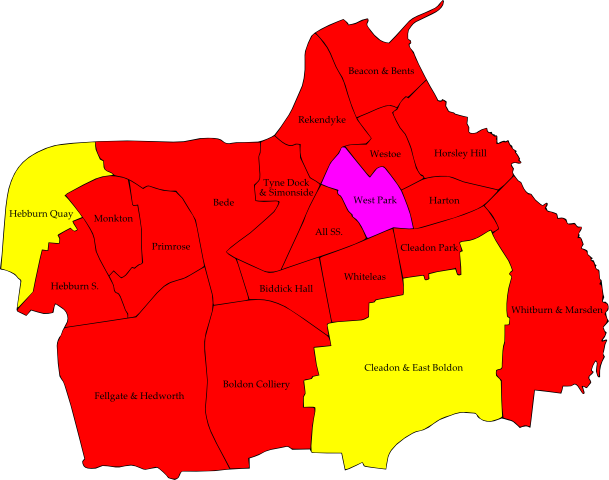 Beacon & Bents
Rekendyke
Westoe
Horsley Hill
Tyne Dock
& Simonside
Bede
West Park
Harton
Hebburn Quay
Monkton
All SS.
Primrose
Cleadon Park
Whiteleas
Hebburn S.
Biddick Hall
Whitburn & Marsden
Cleadon & East Boldon
Boldon Colliery
Fellgate & Hedworth